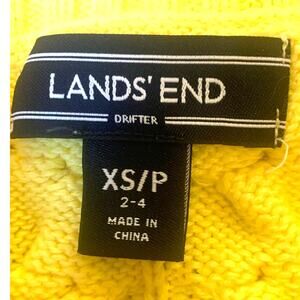 LANDS' END
DRIFTER
XS/P
2-4
MADE IN
CHINA